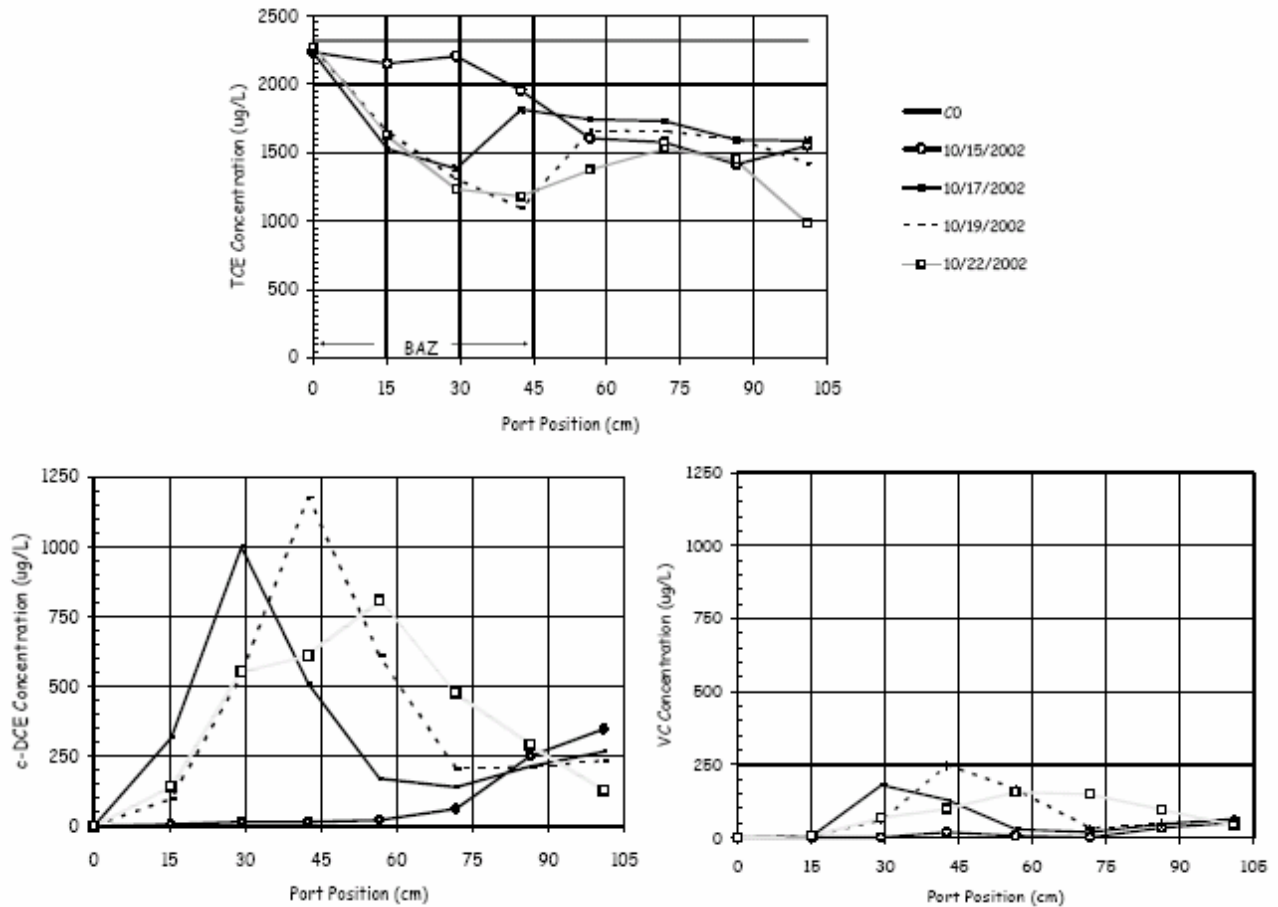 2500
2000
1500
1000
500
0
TCE Concentration (ug/L)
BAZ
0 15 30 45 60 75 90 105
Port Position (cm)
C0
10/15/2002
10/17/2002
10/19/2002
10/22/2002
1250
1000
750
500
250
0
c-DCE Concentration (ug/L)
0 15 30 45 60 75 90 105
Port Position (cm)
1250
1000
750
500
250
0
VC Concentration (ug/L)
0 15 30 45 60 75 90 105
Port Position (cm)